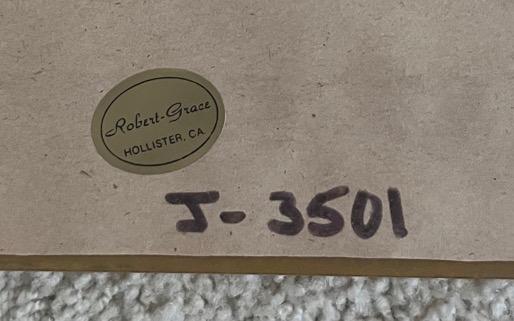 Robert-Grace
HOLLISTER, CA.
J-3501